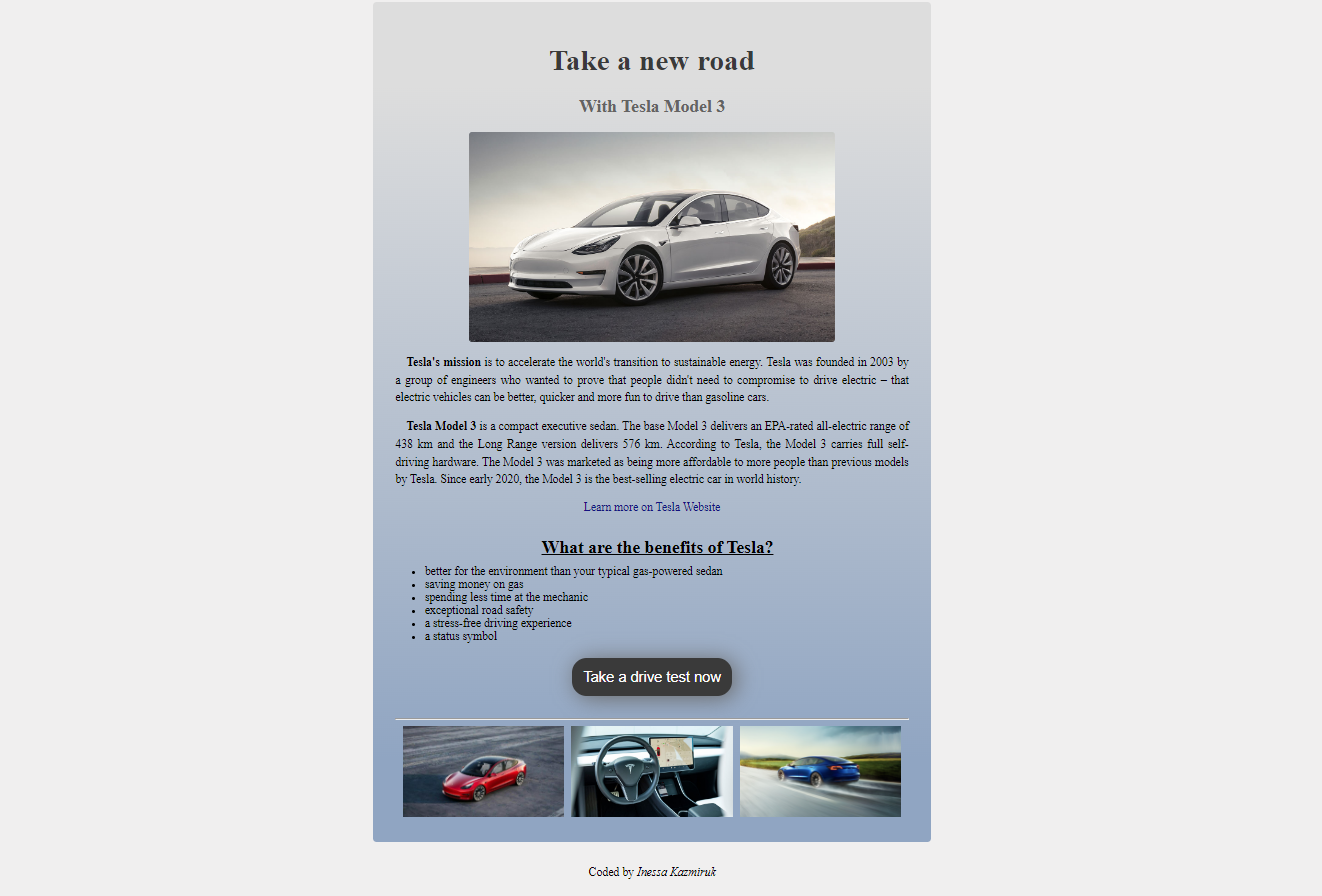 Take a new road
With Tesla Model 3
Tesla's mission is to accelerate the world's transition to sustainable energy. Tesla was founded in 2003 by
a group of engineers who wanted to prove that people didn't need to compromise to drive electric – that
electric vehicles can be better, quicker and more fun to drive than gasoline cars.
Tesla Model 3 is a compact executive sedan. The base Model 3 delivers an EPA-rated all-electric range of
438 km and the Long Range version delivers 576 km. According to Tesla, the Model 3 carries full self-
driving hardware. The Model 3 was marketed as being more affordable to more people than previous models
by Tesla. Since early 2020, the Model 3 is the best-selling electric car in world history.
Learn more on Tesla Website
What are the benefits of Tesla?
• better for the environment than your typical gas-powered sedan
• saving money on gas
• spending less time at the mechanic
• exceptional road safety
• a stress-free driving experience
• a status symbol
Take a drive test now
Coded by Inessa Kazmiruk